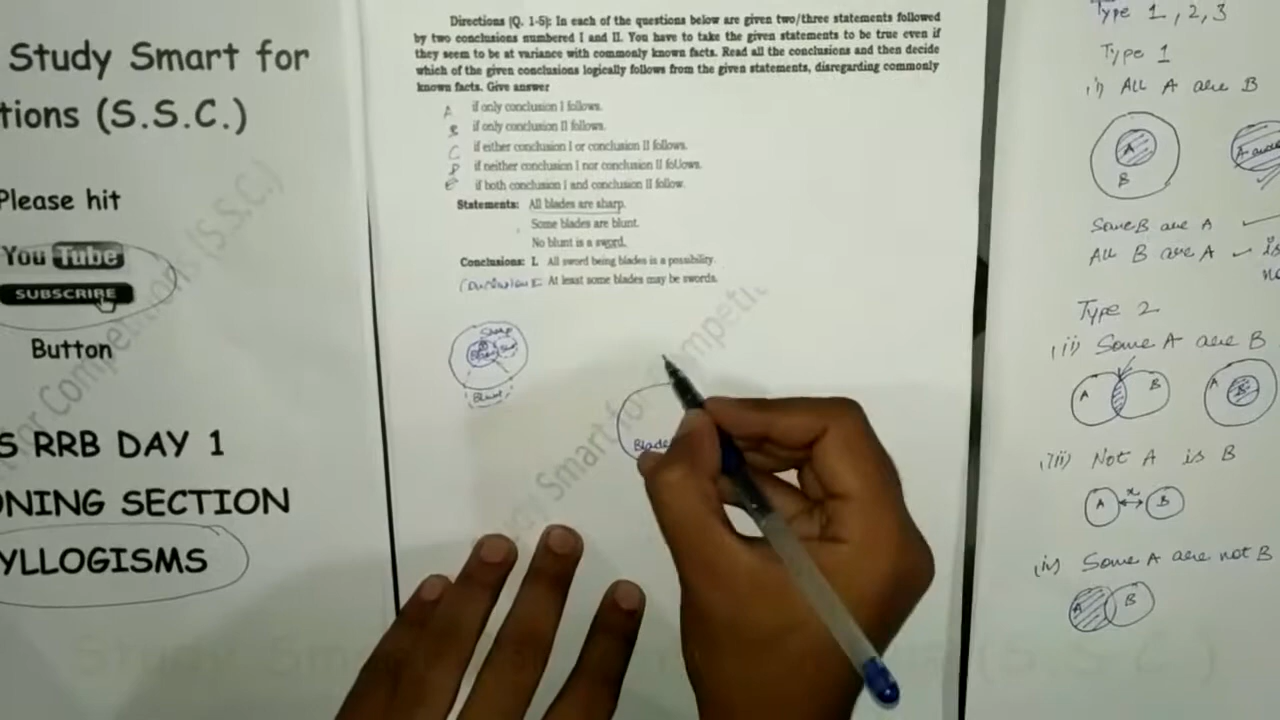 Study Smart for
tions (S.S.C.)
Please hit
You Tube
SUBSCRIBE
Button
S RRB DAY 1
ONING SECTION
YLLOGISMS
Directions (Q. 1-5): In each of the questions below are given two/three statements followed
by two conclusions numbered I and II. You have to take the given statements to be true even if
they seem to be at variance with commonly known facts. Read all the conclusions and then decide
which of the given conclusions logically follows from the given statements, disregarding commonly
known facts. Give answer
A if only conclusion I follows.
B if only conclusion II follows.
C if either conclusion I or conclusion II follows.
D if neither conclusion I nor conclusion II follows.
E if both conclusion I and conclusion II follow.
Statements: All blades are sharp.
Some blades are blunt.
No blunt is a sword.
Conclusions: I. All sword being blades is a possibility.
At least some blades may be swords.
Sharp
Blunt
Blade
Type 1, 2, 3
Type 1
(i) All A are B
A
B
Some B are A
All B are A
Type 2
(ii) Some A are B
A B
A B
(iii) Not A is B
A x B
(iv) Some A are not B
A B